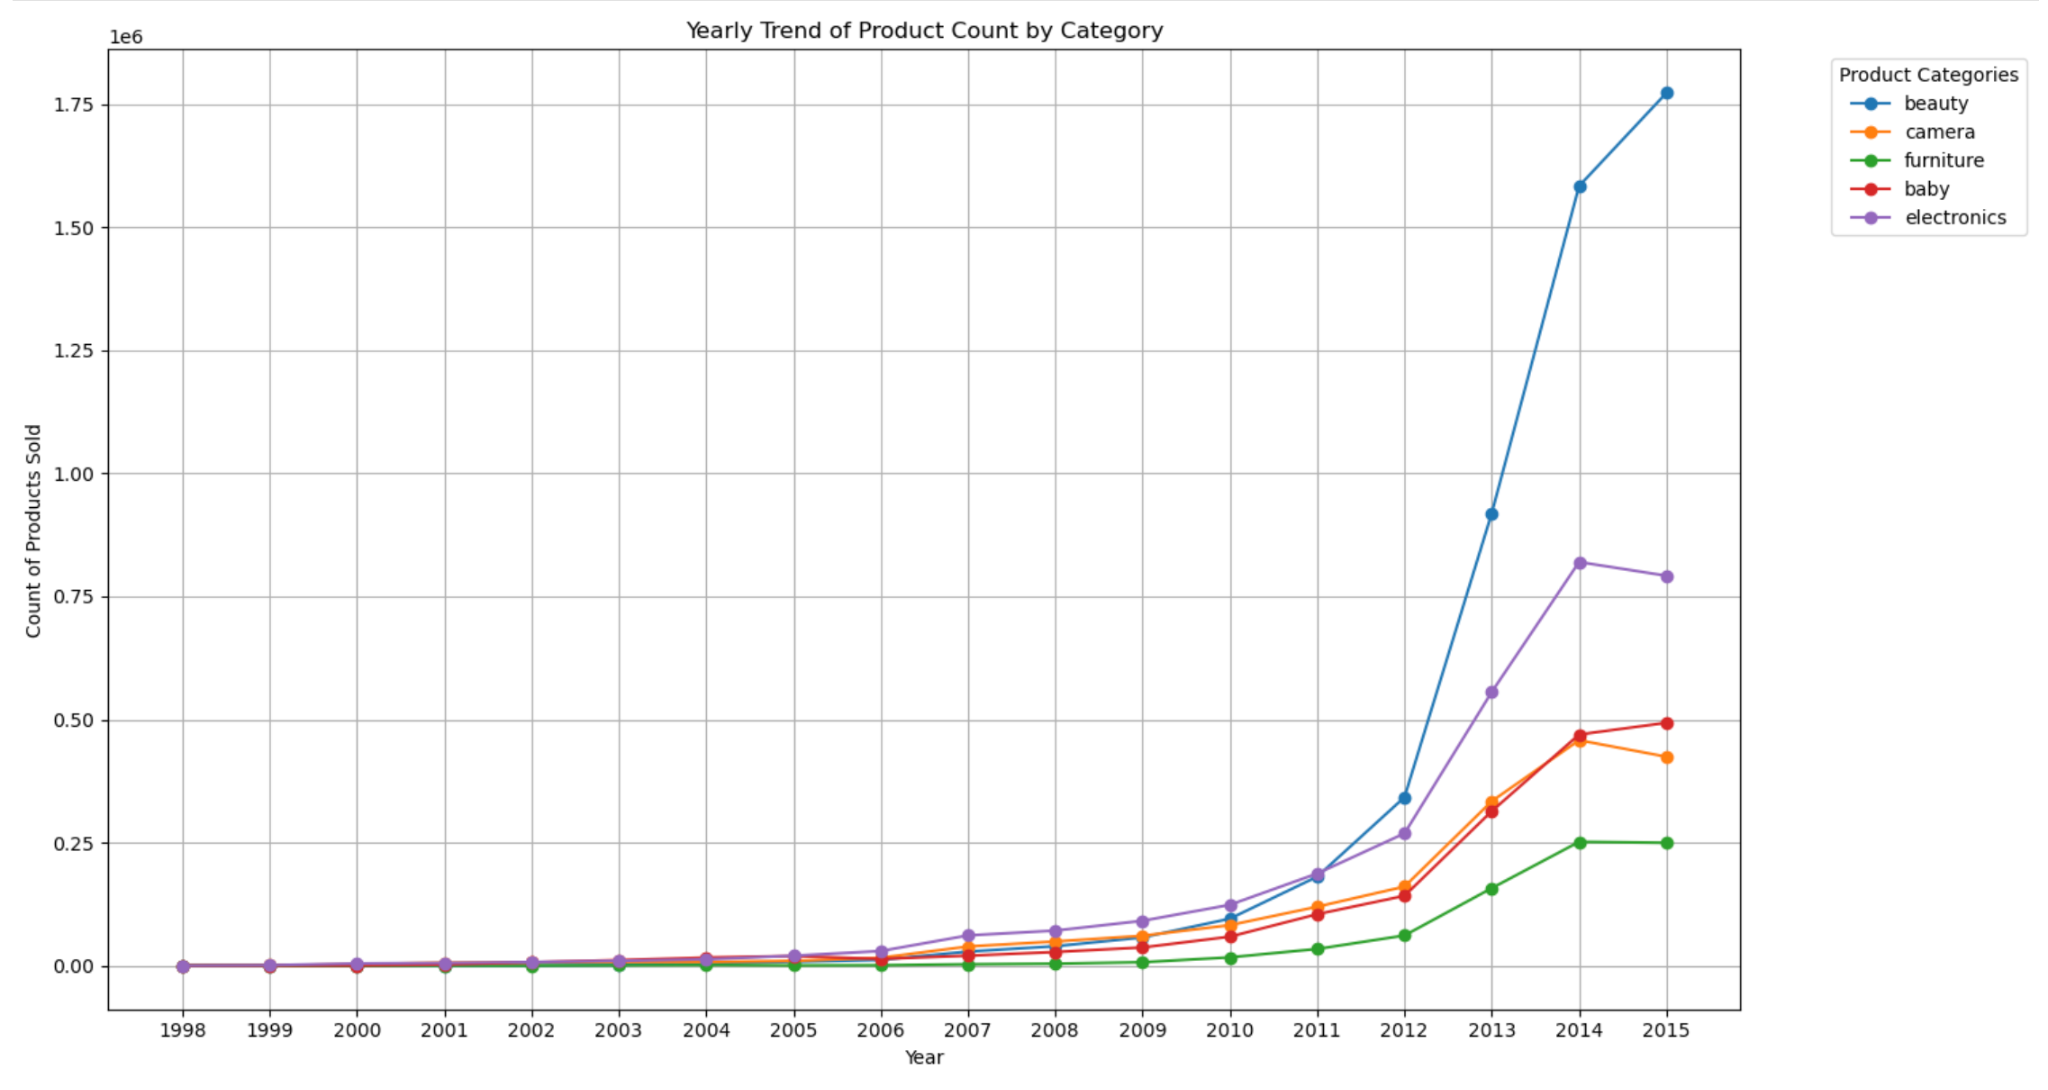 Yearly Trend of Product Count by Category
1e6
1.75
1.50
1.25
1.00
0.75
0.50
0.25
0.00
Count of Products Sold
1998 1999 2000 2001 2002 2003 2004 2005 2006 2007 2008 2009 2010 2011 2012 2013 2014 2015
Year
Product Categories
beauty
camera
furniture
baby
electronics